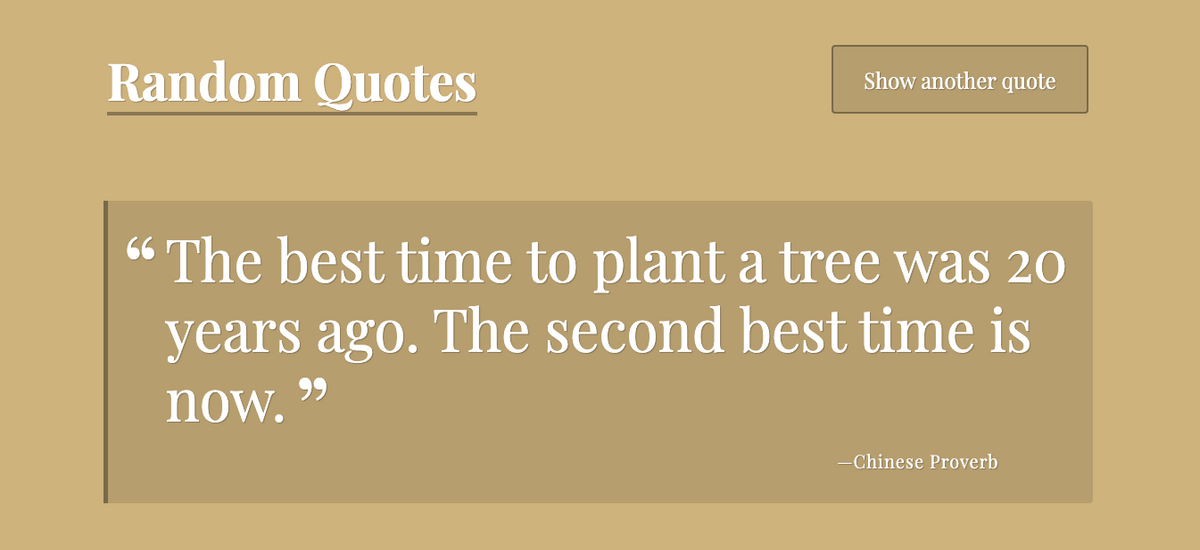 Random Quotes
Show another quote
“ The best time to plant a tree was 20
years ago. The second best time is
now. ”
—Chinese Proverb